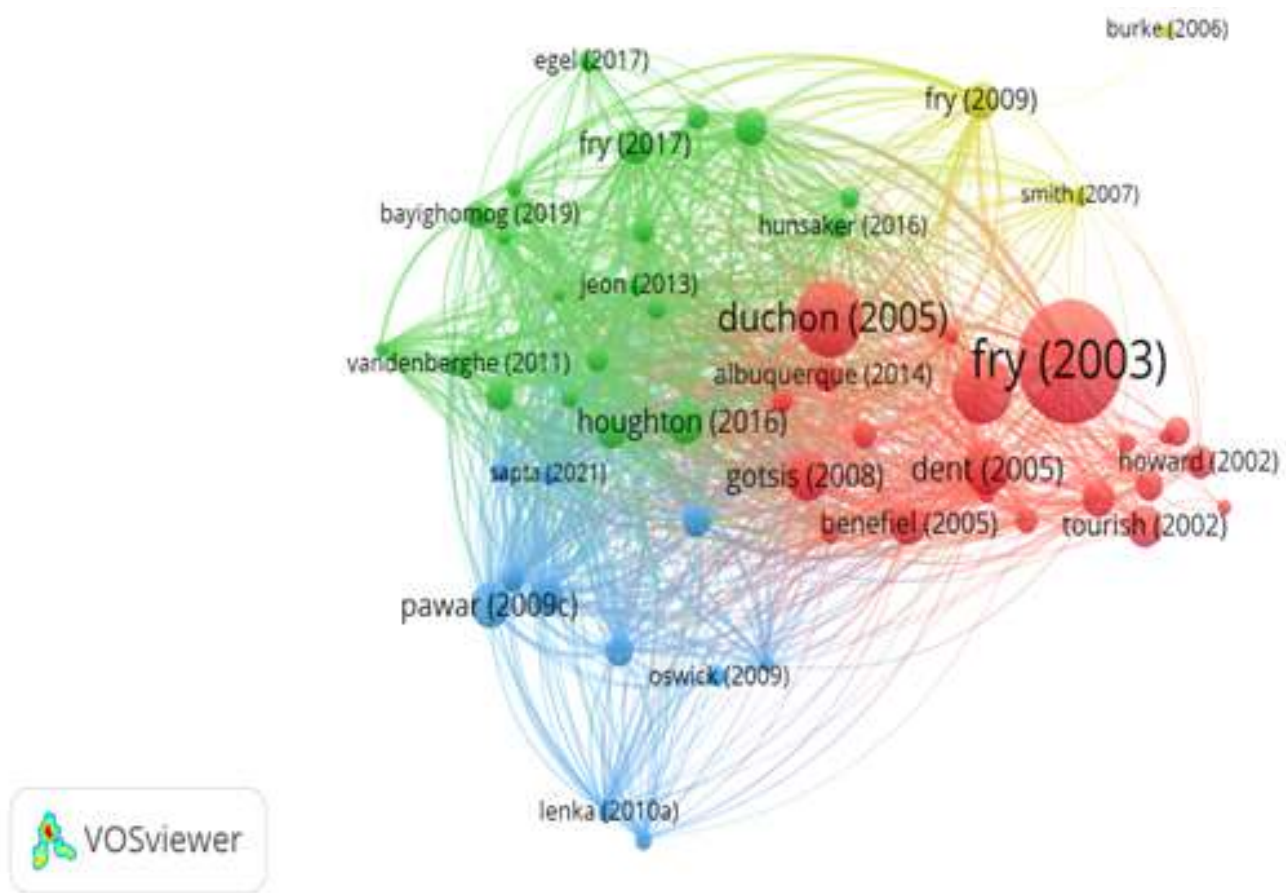 burke (2006)
egel (2017)
fry (2009)
fry (2017)
smith (2007)
bayighomog (2019)
hunsaker (2016)
jeon (2013)
duchon (2005)
fry (2003)
vandenberghe (2011)
albuquerque (2014)
houghton (2016)
howard (2002)
sapta (2021)
gotsis (2008)
dent (2005)
benefiel (2005)
tourish (2002)
pawar (2009c)
oswick (2009)
lenka (2010a)
VOSviewer